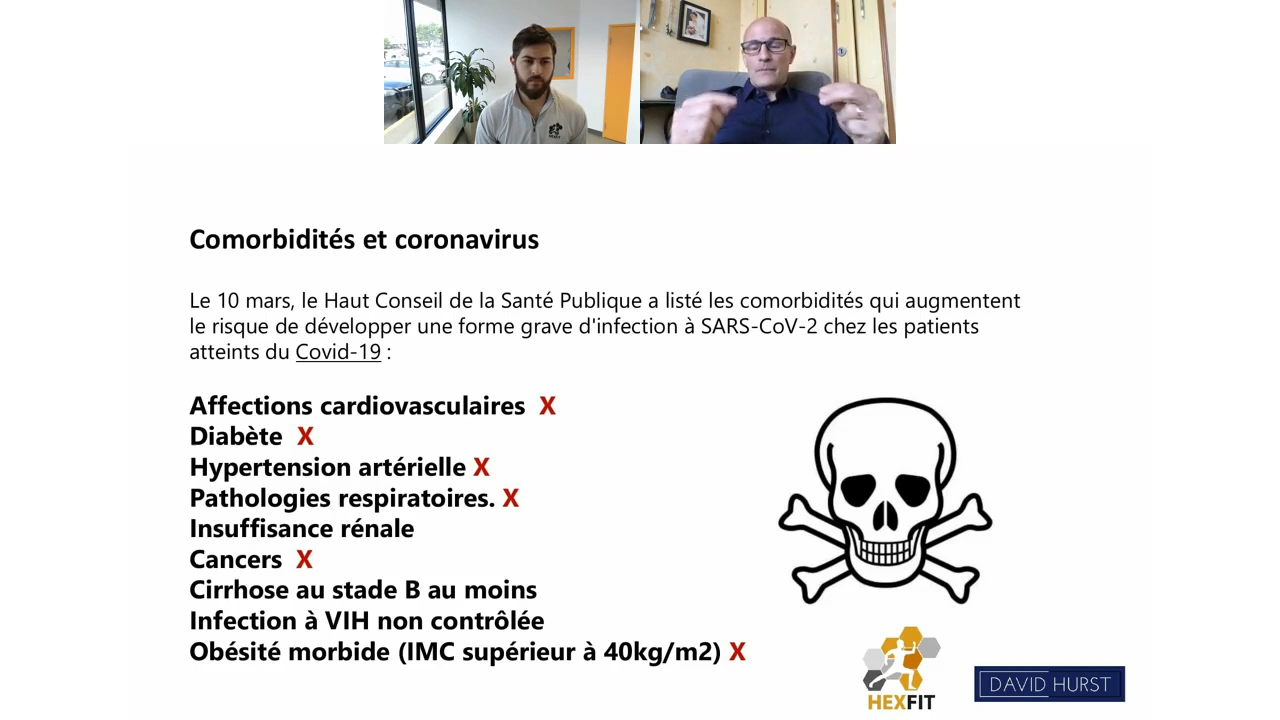 HEXFIT
Comorbidités et coronavirus
Le 10 mars, le Haut Conseil de la Santé Publique a listé les comorbidités qui augmentent
le risque de développer une forme grave d'infection à SARS-CoV-2 chez les patients
atteints du Covid-19 :
Affections cardiovasculaires X
Diabète X
Hypertension artérielle X
Pathologies respiratoires. X
Insuffisance rénale
Cancers X
Cirrhose au stade B au moins
Infection à VIH non contrôlée
Obésité morbide (IMC supérieur à 40kg/m2) X
HEXFIT
DAVID HURST